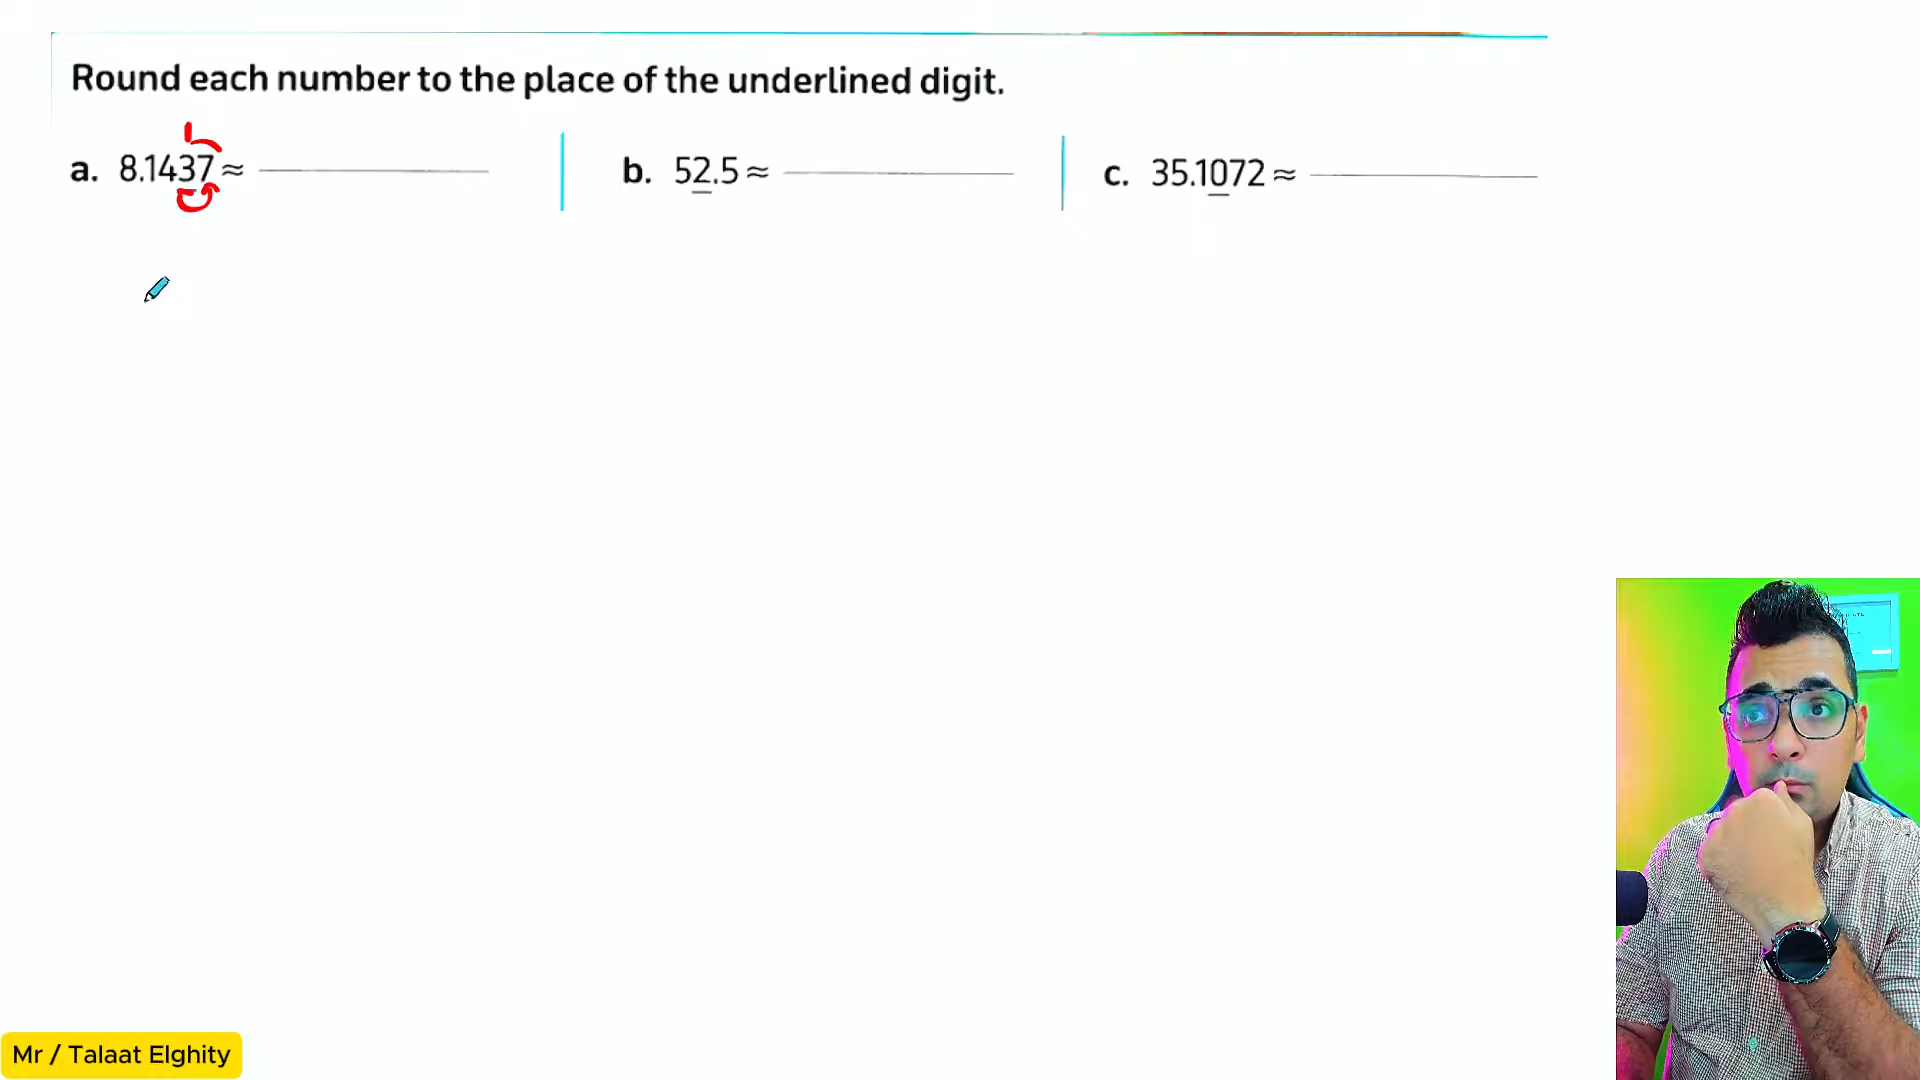 Round each number to the place of the underlined digit.
1
a. 8.1437 ≈ b. 52.5 ≈ c. 35.1072 ≈
Mr / Talaat Elghity